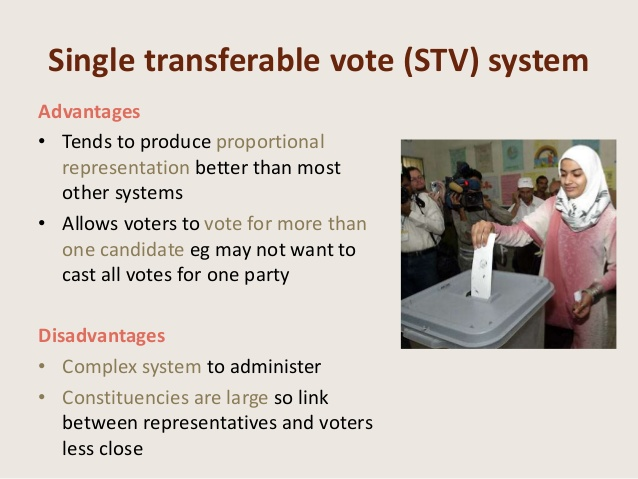 Single transferable vote (STV) system
Advantages
• Tends to produce proportional
representation better than most
other systems
• Allows voters to vote for more than
one candidate eg may not want to
cast all votes for one party
Disadvantages
• Complex system to administer
• Constituencies are large so link
between representatives and voters
less close